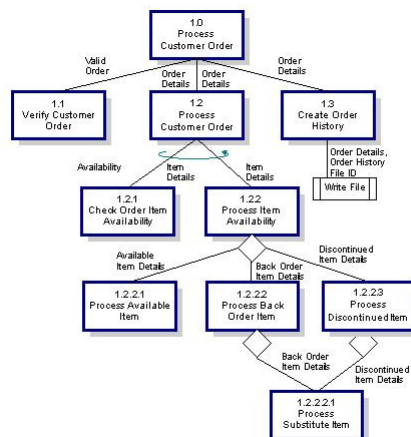 1.0
Process
Customer Order
Valid
Order
Order
Details
Order
Details
Order
Details
1.1
Verify Customer
Order
1.2
Process
Customer Order
1.3
Create Order
History
Availability
Item
Details
Item
Details
Order Details,
Order History
File ID
Write File
1.2.1
Check Order Item
Availability
1.2.2
Process Item
Availability
Available
Item Details
Back Order
Item Details
Discontinued
Item Details
1.2.2.1
Process Available
Item
1.2.2.2
Process Back
Order Item
1.2.2.3
Process
Discontinued Item
Back Order
Item Details
Discontinued
Item Details
1.2.2.2.1
Process
Substitute Item